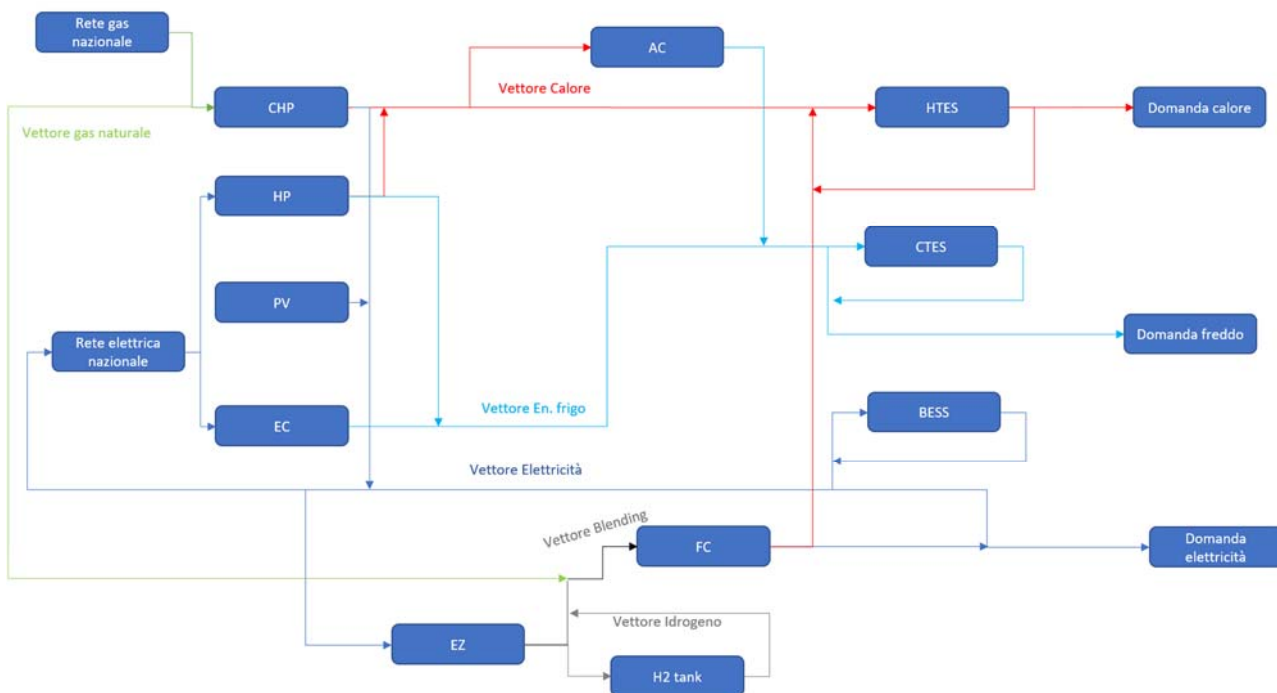 Rete gas
nazionale
AC
Vettore Calore
CHP
HTES
Domanda calore
Vettore gas naturale
HP
CTES
PV
Rete elettrica
nazionale
Domanda freddo
Vettore En. frigo
BESS
EC
Vettore Elettricità
Vettore Blending
FC
Domanda
elettricità
Vettore Idrogeno
EZ
H2 tank